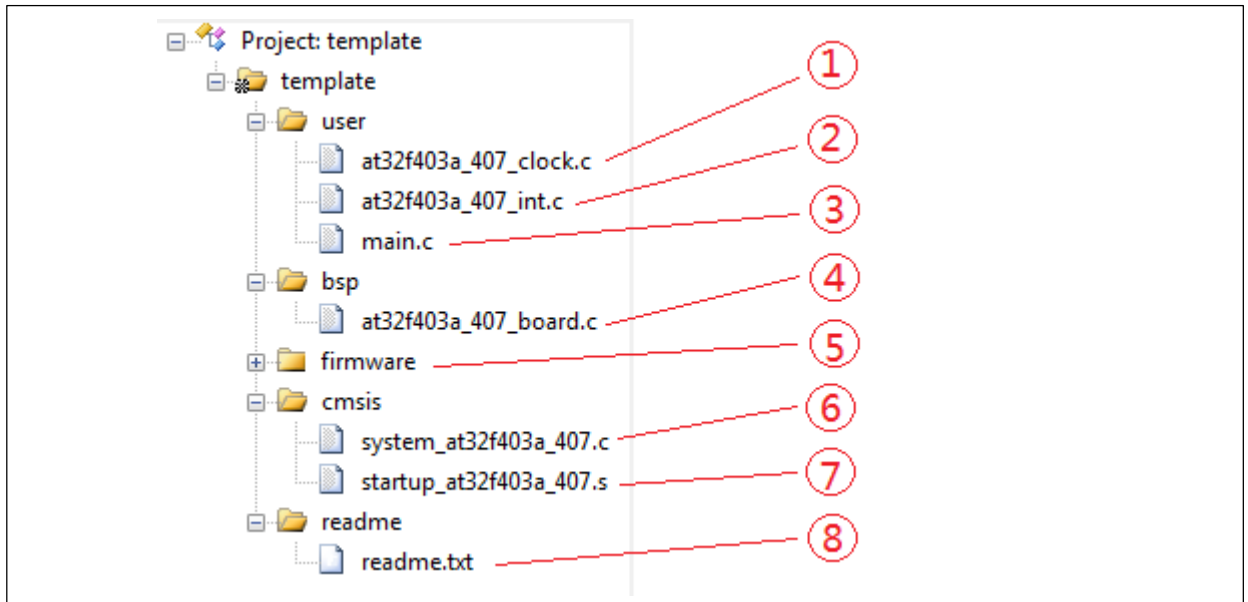 Project: template
template
①
user
at32f403a_407_clock.c
②
at32f403a_407_int.c
③
main.c
bsp
④
at32f403a_407_board.c
⑤
firmware
cmsis
⑥
system_at32f403a_407.c
⑦
startup_at32f403a_407.s
readme
⑧
readme.txt